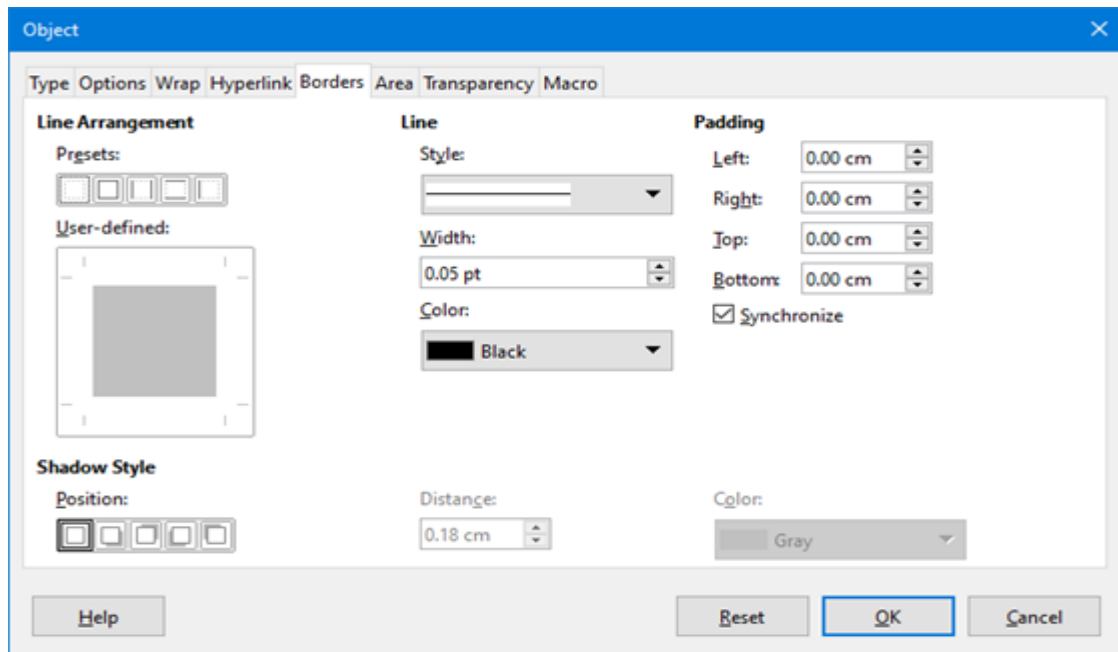 Object
Type Options Wrap Hyperlink Borders Area Transparency Macro
Line Arrangement
Presets:
User-defined:
Line
Style:
Width:
0.05 pt
Color:
Black
Padding
Left: 0.00 cm
Right: 0.00 cm
Top: 0.00 cm
Bottom: 0.00 cm
Synchronize
Shadow Style
Position:
Distance:
0.18 cm
Color:
Gray
Help Reset OK Cancel